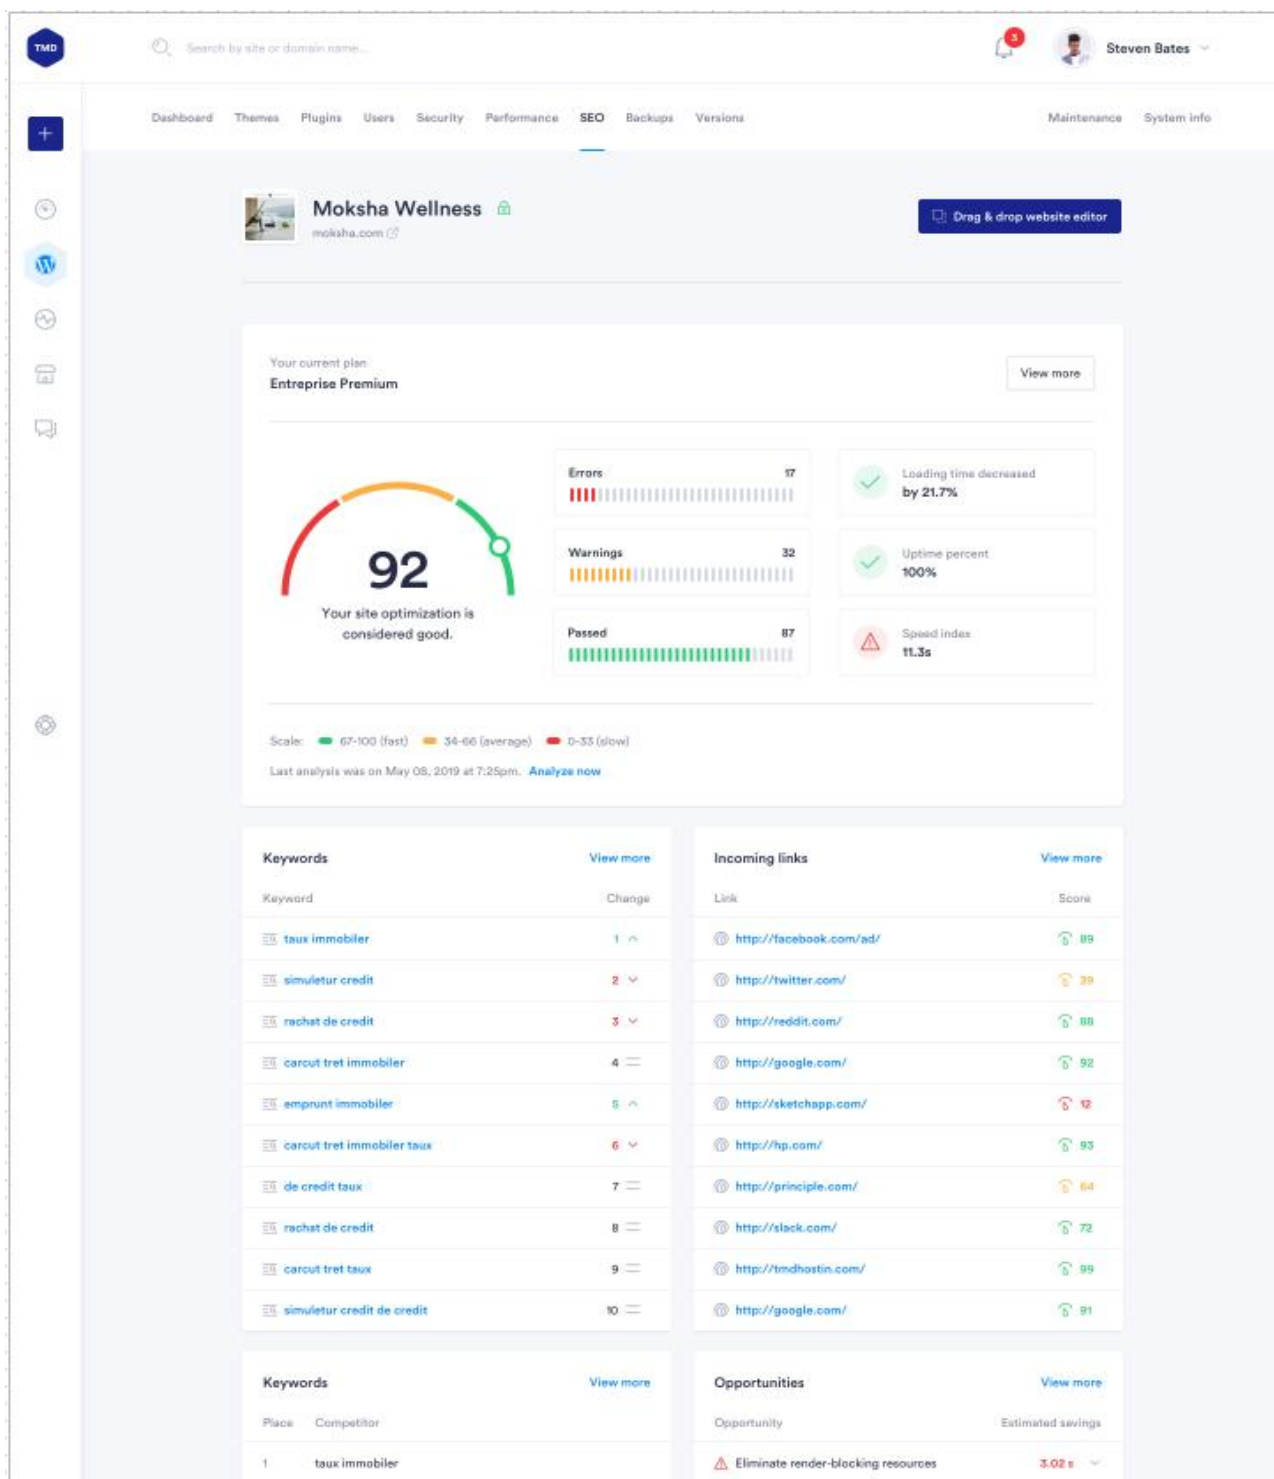 TMD
Search by site or domain name...
3
Steven Bates
Dashboard Themes Plugins Users Security Performance SEO Backups Versions Maintenance System info
Moksha Wellness
moksha.com
Drag & drop website editor
Your current plan
Entreprise Premium
View more
92
Your site optimization is
considered good.
Errors 17
Warnings 32
Passed 87
Loading time decreased
by 21.7%
Uptime percent
100%
Speed index
11.3s
Scale: 67-100 (fast) 34-66 (average) 0-33 (slow)
Last analysis was on May 08, 2019 at 7:25pm. Analyze now
Keywords View more
Keyword Change
taux immobiler 1
simuletur credit 2
rachat de credit 3
carcut tret immobiler 4
emprunt immobiler 5
carcut tret immobiler taux 6
de credit taux 7
rachat de credit 8
carcut tret taux 9
simuletur credit de credit 10
Incoming links View more
Link Score
http://facebook.com/ad/ 89
http://twitter.com/ 39
http://reddit.com/ 88
http://google.com/ 92
http://sketchapp.com/ 12
http://hp.com/ 93
http://principle.com/ 64
http://slack.com/ 72
http://tmdhostin.com/ 99
http://google.com/ 91
Keywords View more
Place Competitor
1 taux immobiler
Opportunities View more
Opportunity Estimated savings
Eliminate render-blocking resources 3.02 s